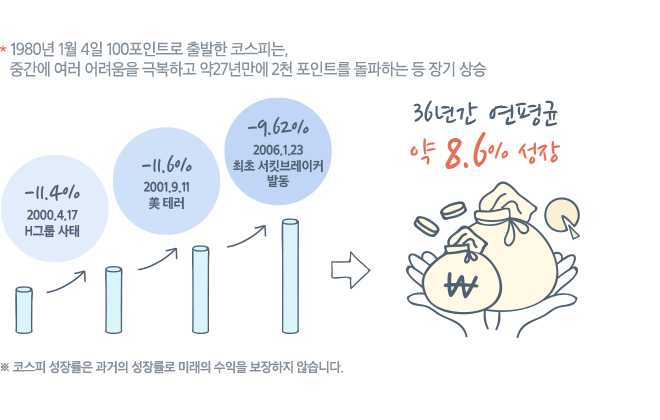 * 1980년 1월 4일 100포인트로 출발한 코스피는,
중간에 여러 어려움을 극복하고 약27년만에 2천 포인트를 돌파하는 등 장기 상승
-11.4%
2000.4.17
H그룹 사태
-11.6%
2001.9.11
美 테러
-9.62%
2006.1.23
최초 서킷브레이커
발동
36년간 연평균
약 8.6% 성장
₩
※ 코스피 성장률은 과거의 성장률로 미래의 수익을 보장하지 않습니다.